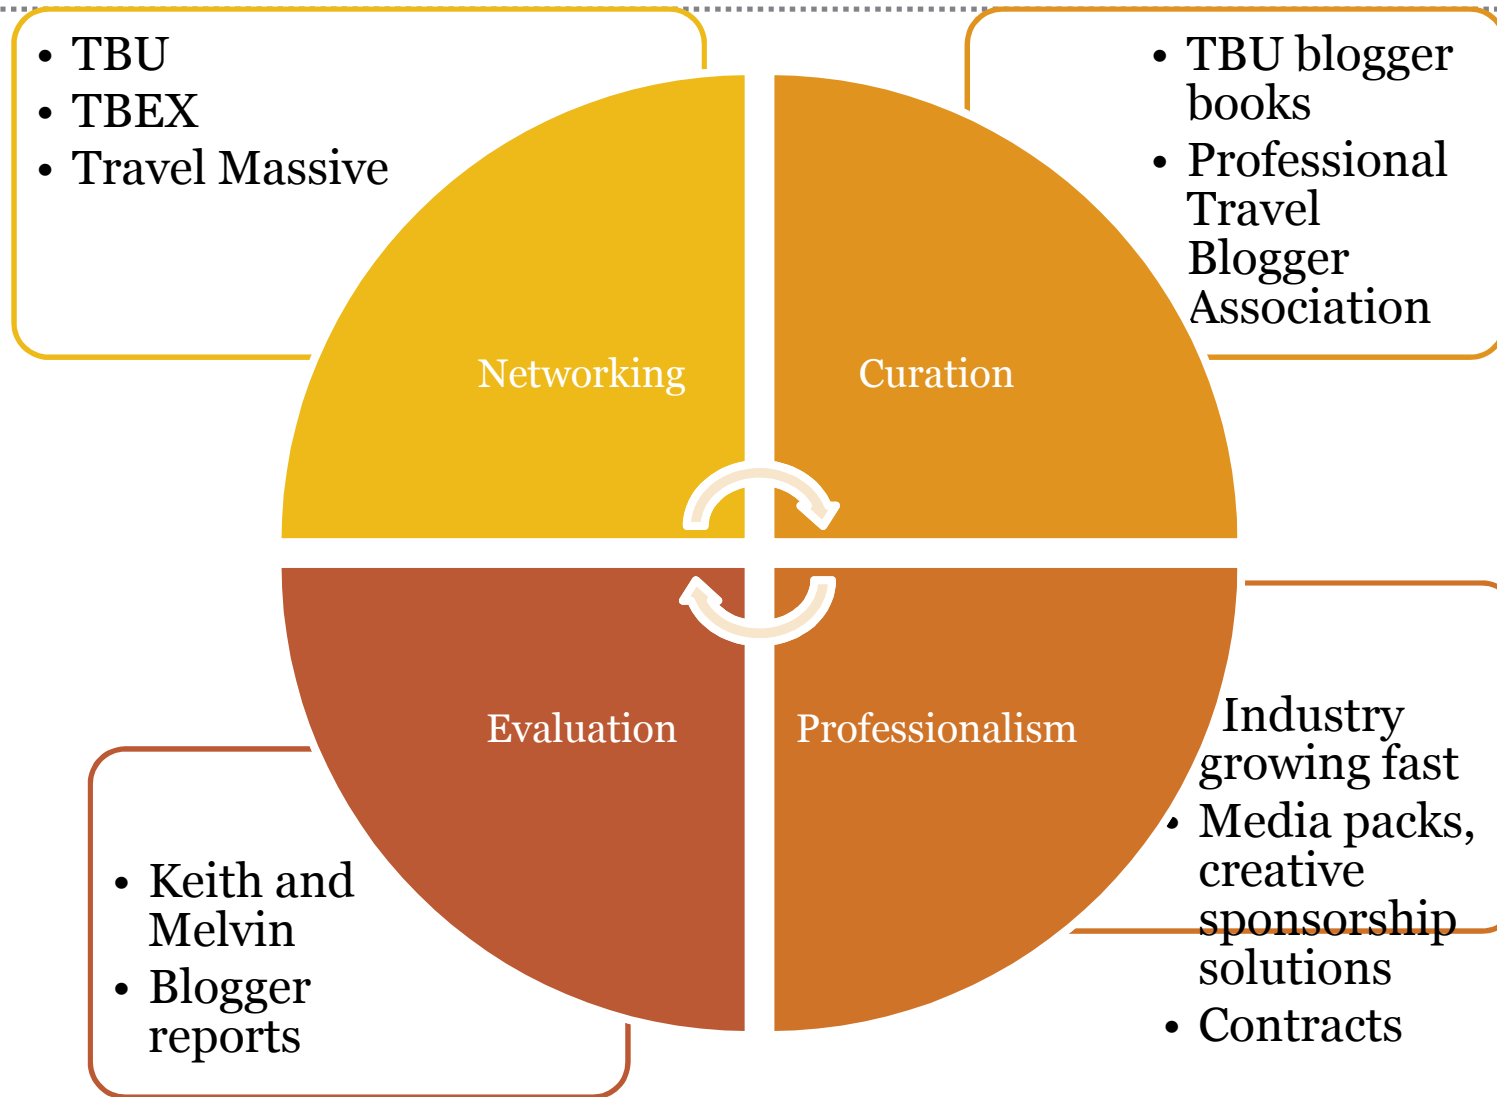 • TBU
• TBEX
• Travel Massive
• TBU blogger
books
• Professional
Travel
Blogger
Association
Networking
Curation
Evaluation
Professionalism
• Keith and
Melvin
• Blogger
reports
Industry
growing fast
• Media packs,
creative
sponsorship
solutions
• Contracts